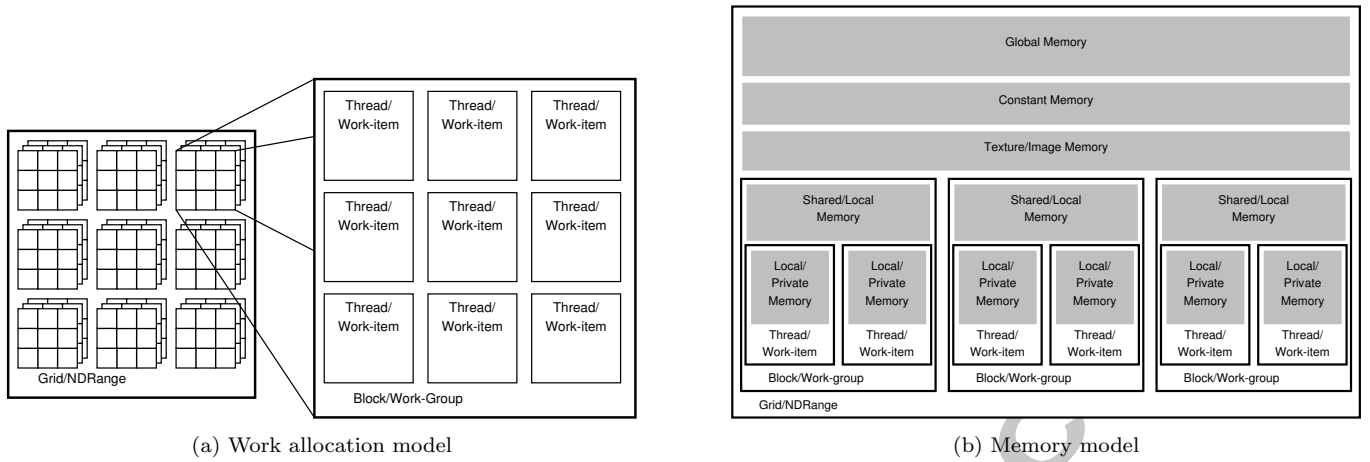 Thread/ Thread/ Thread/
Work-item Work-item Work-item
Thread/ Thread/ Thread/
Work-item Work-item Work-item
Thread/ Thread/ Thread/
Work-item Work-item Work-item
Grid/NDRange
Block/Work-Group
(a) Work allocation model
Global Memory
Constant Memory
Texture/Image Memory
Shared/Local Shared/Local Shared/Local
Memory Memory Memory
Local/ Local/ Local/ Local/ Local/ Local/
Private Private Private Private Private Private
Memory Memory Memory Memory Memory Memory
Thread/ Thread/ Thread/ Thread/ Thread/ Thread/
Work-item Work-item Work-item Work-item Work-item Work-item
Block/Work-group Block/Work-group Block/Work-group
Grid/NDRange
(b) Memory model